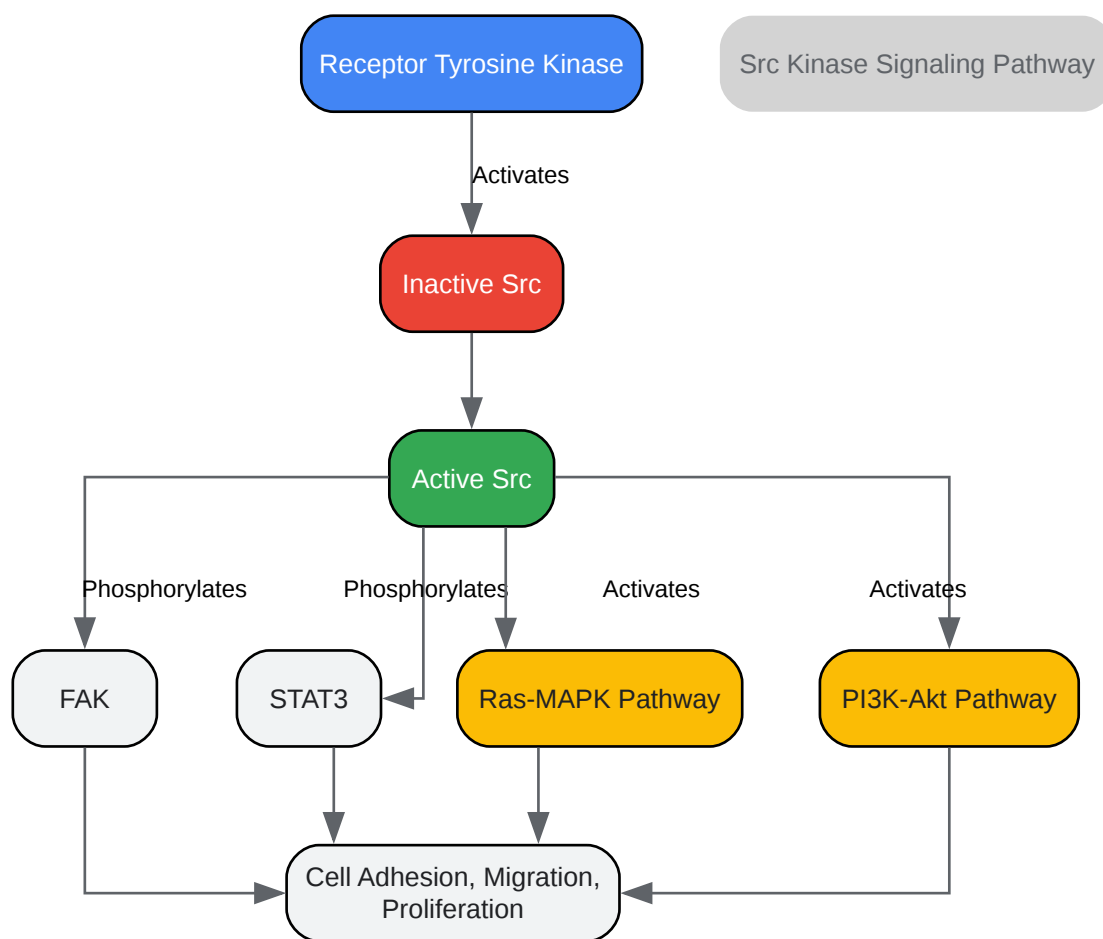 Receptor Tyrosine Kinase
Src Kinase Signaling Pathway
Activates
Inactive Src
Active Src
Phosphorylates
Phosphorylates
Activates
Activates
FAK
STAT3
Ras-MAPK Pathway
PI3K-Akt Pathway
Cell Adhesion, Migration,
Proliferation